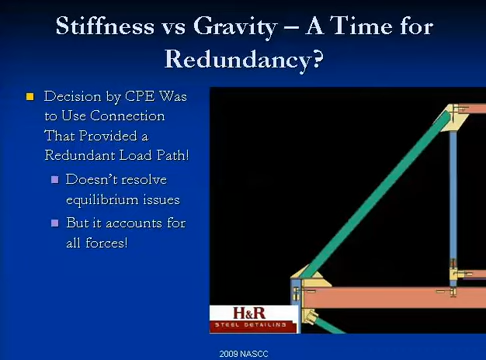 Stiffness vs Gravity – A Time for
Redundancy?
Decision by CPE Was
to Use Connection
That Provided a
Redundant Load Path!
Doesn't resolve
equilibrium issues
But it accounts for
all forces!
H&R
STEEL DETAILING
2009 NASCC